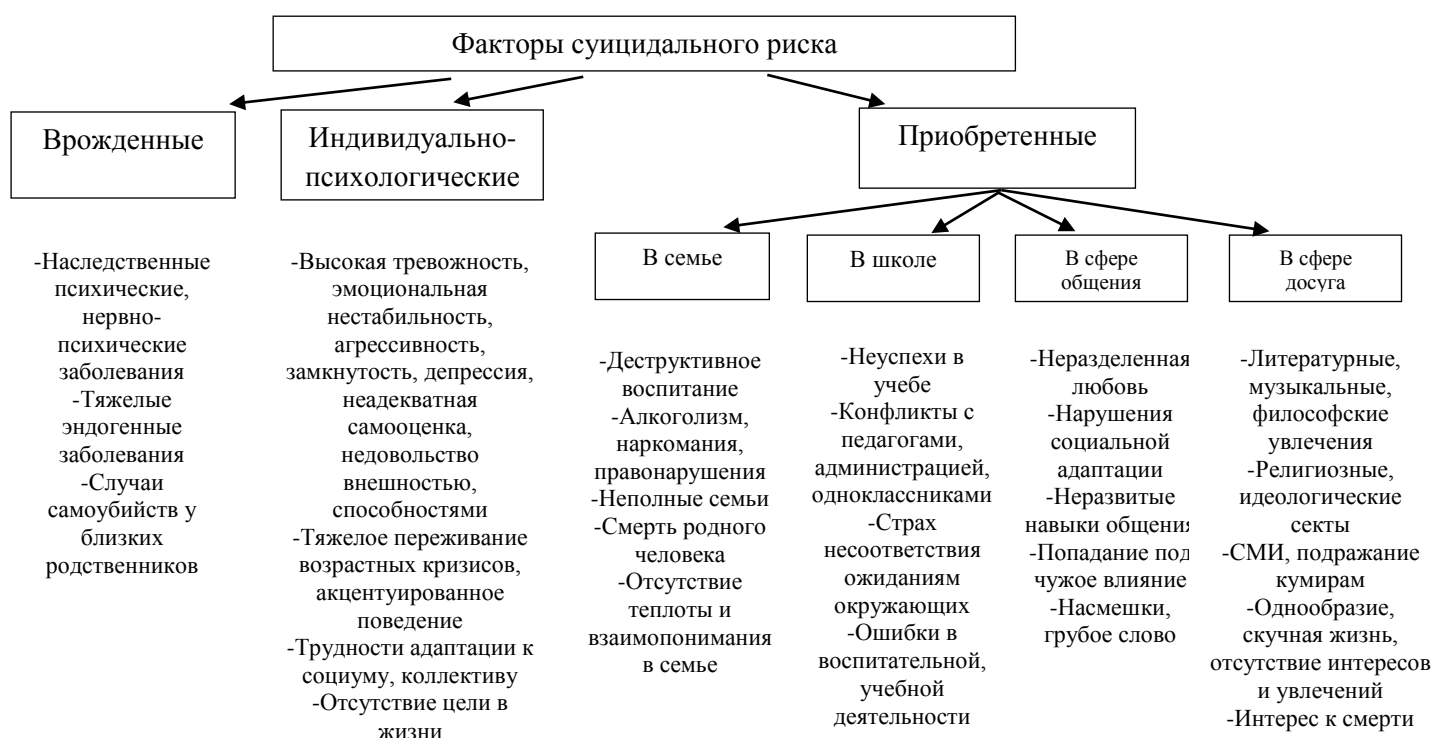 Факторы суицидального риска
Врожденные
Индивидуально-
психологические
Приобретенные
В семье
В школе
В сфере
общения
В сфере
досуга
-Наследственные
психические,
нервно-
психические
заболевания
-Тяжелые
эндогенные
заболевания
-Случаи
самоубийств у
близких
родственников
-Высокая тревожность,
эмоциональная
нестабильность,
агрессивность,
замкнутость, депрессия,
неадекватная
самооценка,
недовольство
внешностью,
способностями
-Тяжелое переживание
возрастных кризисов,
акцентуированное
поведение
-Трудности адаптации к
социуму, коллективу
-Отсутствие цели в
жизни
-Деструктивное
воспитание
-Алкоголизм,
наркомания,
правонарушения
-Неполные семьи
-Смерть родного
человека
-Отсутствие
теплоты и
взаимопонимания
в семье
-Неуспехи в
учебе
-Конфликты с
педагогами,
администрацией,
одноклассниками
-Страх
несоответствия
ожиданиям
окружающих
-Ошибки в
воспитательной,
учебной
деятельности
-Неразделенная
любовь
-Нарушения
социальной
адаптации
-Неразвитые
навыки общения
-Попадание под
чужое влияние
-Насмешки,
грубое слово
-Литературные,
музыкальные,
философские
увлечения
-Религиозные,
идеологические
секты
-СМИ, подражание
кумирам
-Однообразие,
скучная жизнь,
отсутствие интересов
и увлечений
-Интерес к смерти